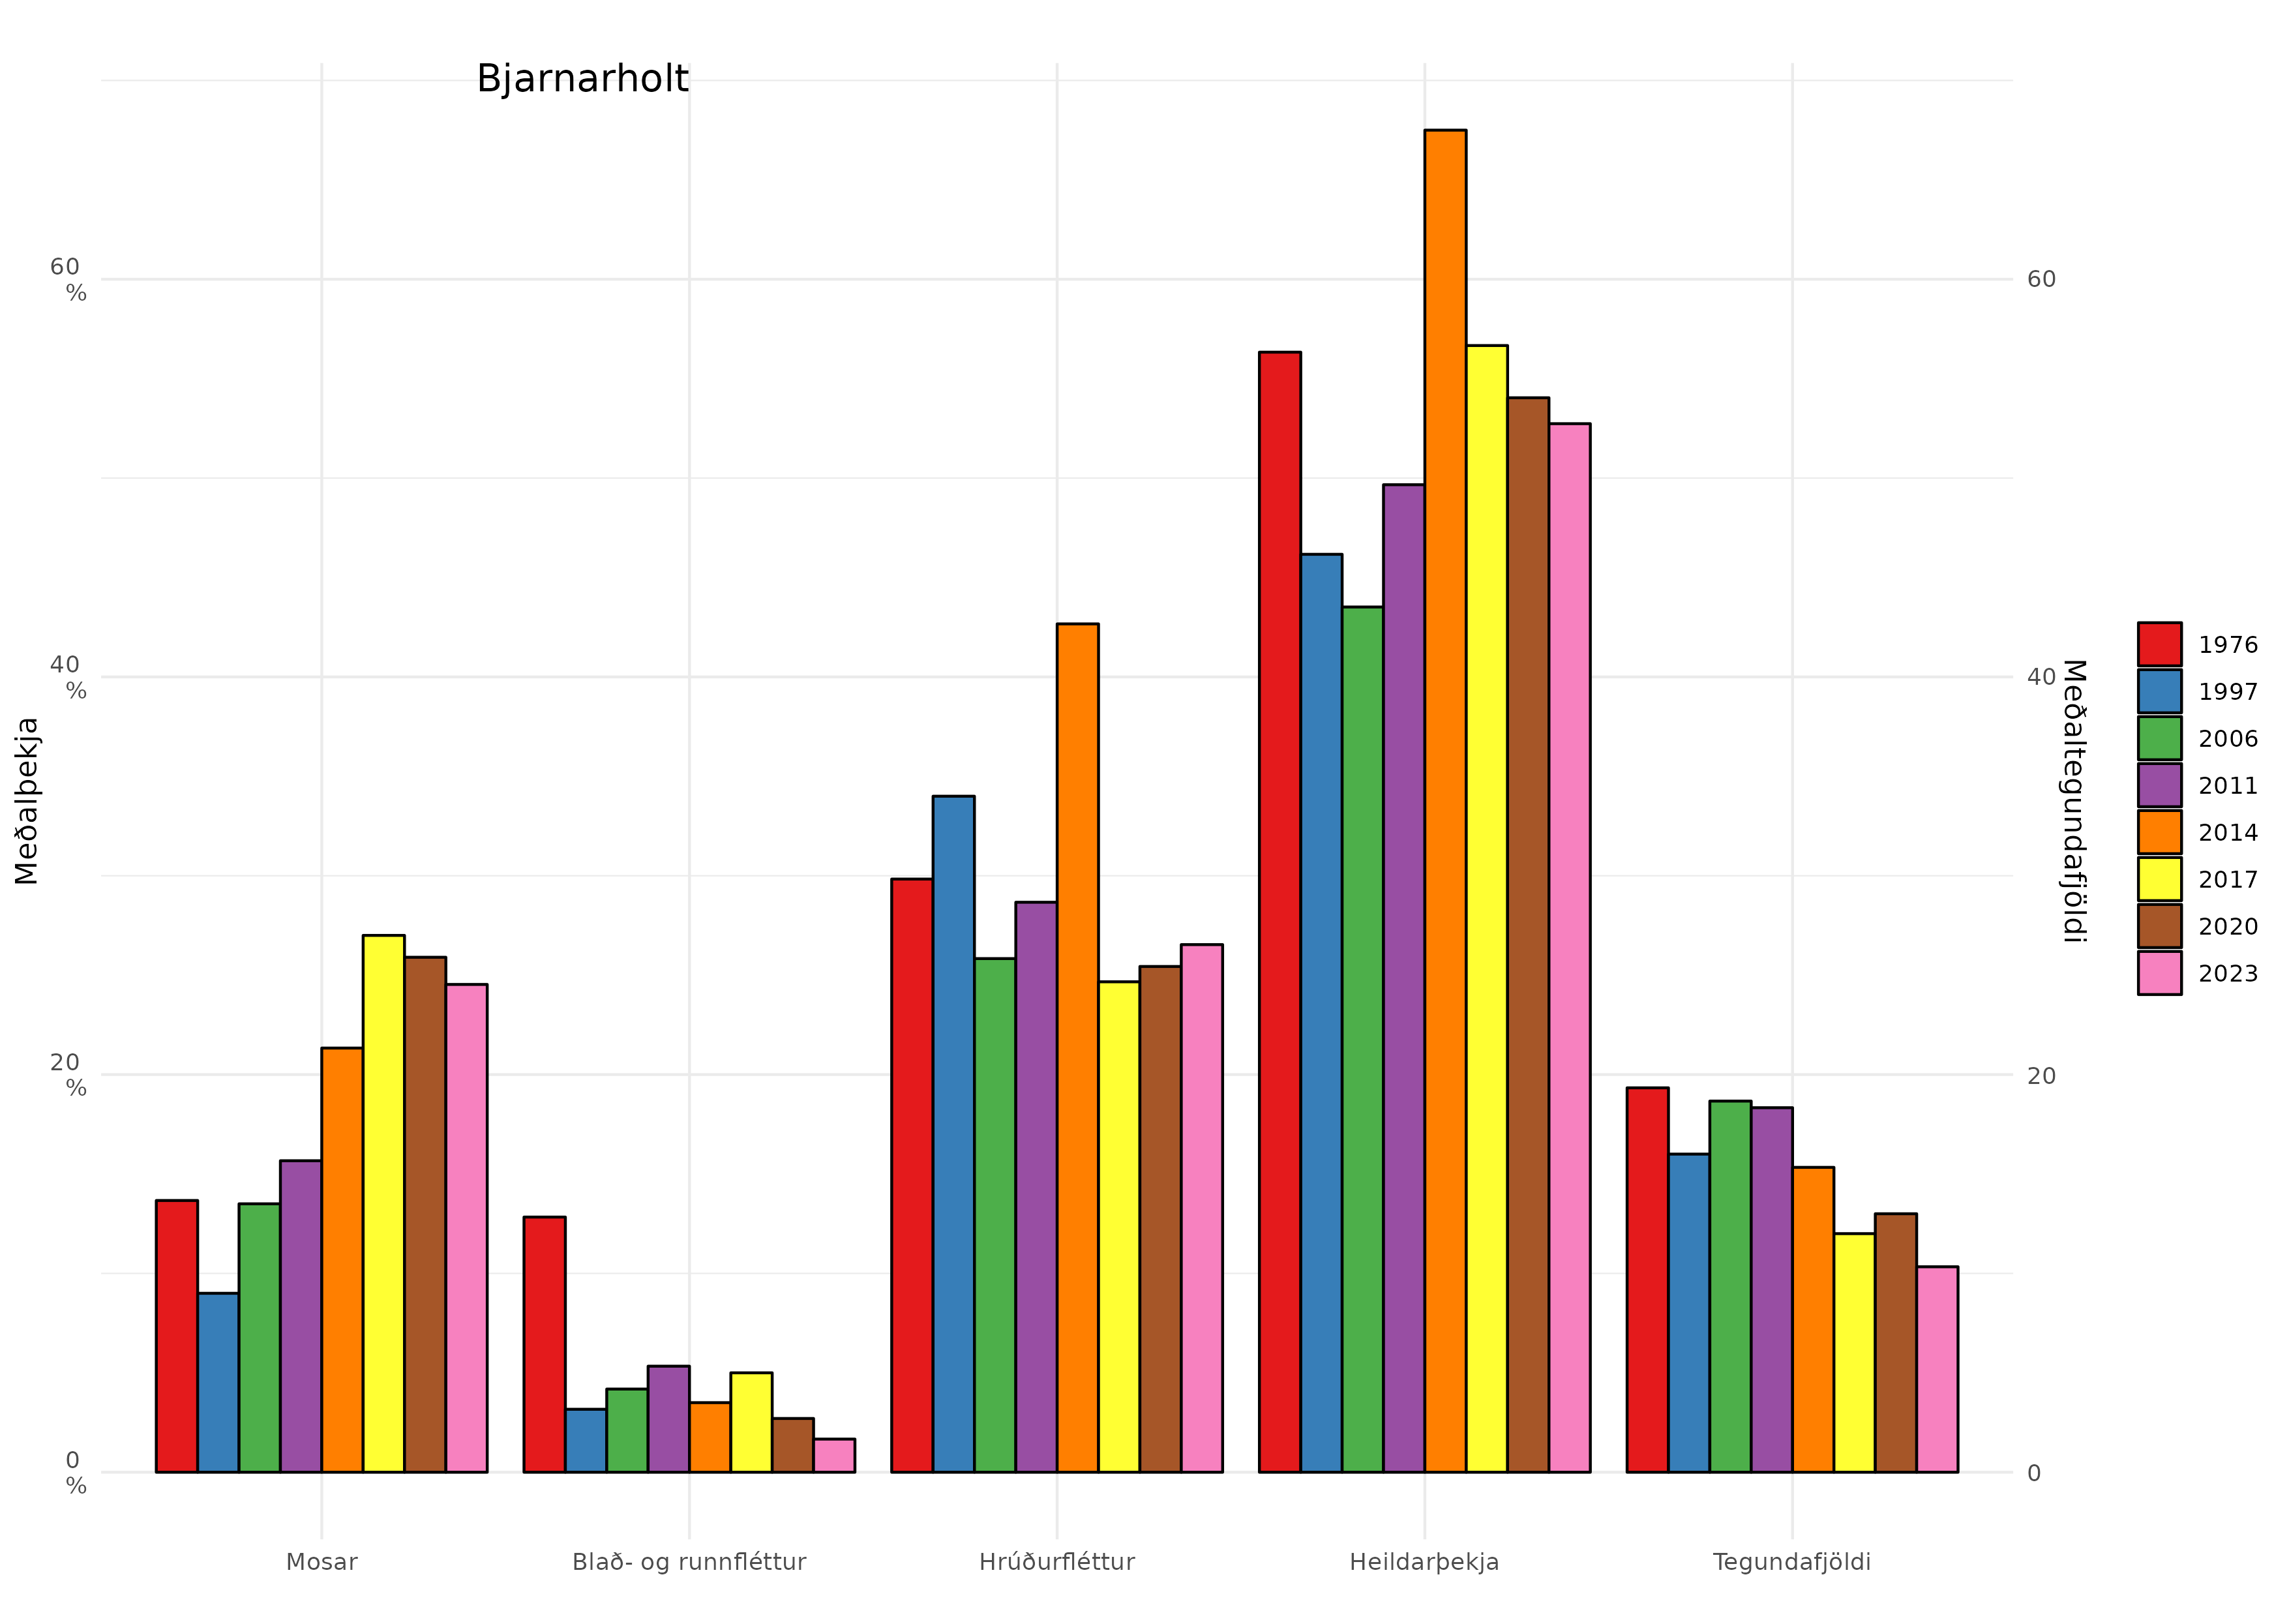 Bjarnarholt
Meðalþekja
60
%
40
%
20
%
0
%
60
40
20
0
Meðaltegundafjöldi
Mosar
Blað- og runnfléttur
Hrúðurfléttur
Heildarþekja
Tegundafjöldi
1976
1997
2006
2011
2014
2017
2020
2023